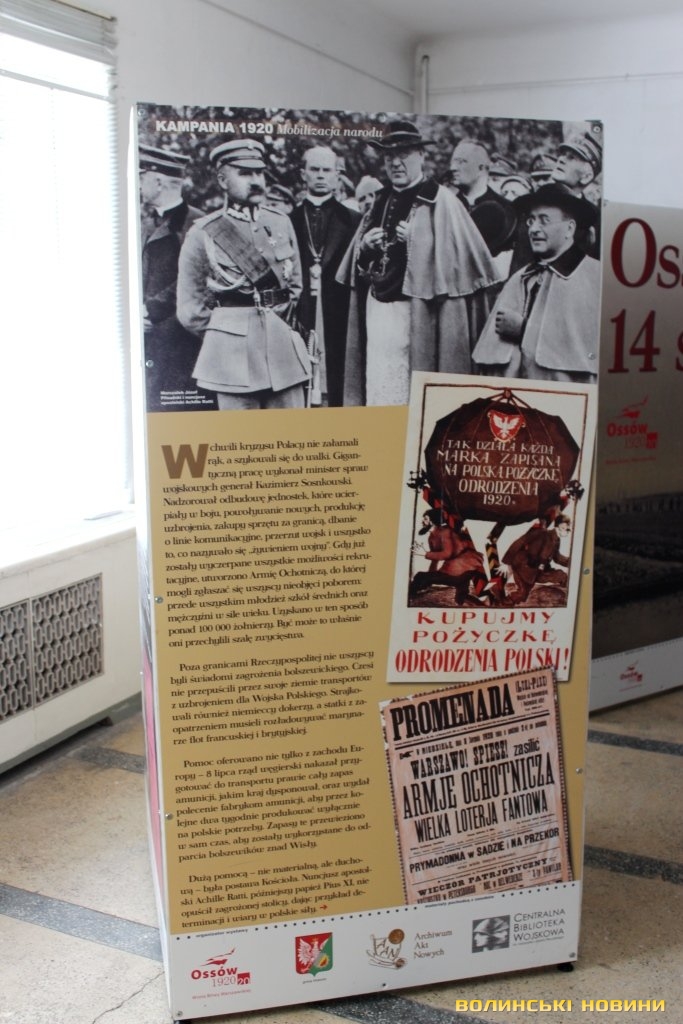 KAMPANIA 1920 Mobilizacja narodu
Marszałek Józef
Piłsudski i nuncjusz
apostolski Achille Ratti
W chwili kryzysu Polacy nie załamali
rąk, a szykowali się do walki. Gigan-
tyczną pracę wykonał minister spraw
wojskowych generał Kazimierz Sosnkowski.
Nadzorował odbudowę jednostek, które ucier-
piały w boju, powoływanie nowych, produkcję
uzbrojenia, zakupy sprzętu za granicą, dbanie
o linie komunikacyjne, przerzut wojsk i wszystko
to, co nazywało się „żywieniem wojny". Gdy już
zostały wyczerpane wszystkie możliwości rekru-
tacyjne, utworzono Armię Ochotniczą, do której
mogli zgłaszać się wszyscy nieobjęci poborem:
przede wszystkim młodzież szkół średnich oraz
mężczyźni w sile wieku. Uzyskano w ten sposób
ponad 100 000 żołnierzy. Być może to właśnie
oni przechylili szalę zwycięstwa.
Poza granicami Rzeczypospolitej nie wszyscy
byli świadomi zagrożenia bolszewickiego. Czesi
nie przepuścili przez swoje ziemie transportów
z uzbrojeniem dla Wojska Polskiego. Strajko-
wali również niemieccy dokerzy, a statki z za-
opatrzeniem musieli rozładowywać maryna-
rze flot francuskiej i brytyjskiej.
Pomoc oferowano nie tylko z zachodu Eu-
ropy – 8 lipca rząd węgierski nakazał przy-
gotować do transportu prawie cały zapas
amunicji, jakim kraj dysponował, oraz wydał
polecenie fabrykom amunicji, aby przez ko-
lejne dwa tygodnie produkować wyłącznie
na polskie potrzeby. Zapasy te przewieziono
w sam czas, aby zostały wykorzystane do od-
parcia bolszewików znad Wisły.
Dużą pomocą – nie materialną, ale ducho-
wą – była postawa Kościoła. Nuncjusz apostol-
ski Achille Ratti, późniejszy papież Pius XI, nie
opuścił zagrożonej stolicy, dając przykład de-
terminacji i wiary w polskie siły. →
TAK DZIAŁA KAŻDA
MARKA ZAPISANA
NA POLSKĄ POŻYCZKĘ
ODRODZENIA
1920 R.
KUPUJMY
POŻYCZKĘ
ODRODZENIA POLSKI!
PROMENADA
WARSZAWO! SPIESZ! zasilić
ARMJĘ OCHOTNICZĄ
WIELKA LOTERJA FANTOWA
PRYMADONNA W SADZIE i NA PRZEKÓR
WIECZÓR PATRJOTYCZNY
organizator wystawy
OSSÓW
1920 20
Wrota Bitwy Warszawskiej
Archiwum
Akt
Nowych
CENTRALNA
BIBLIOTEKA
WOJSKOWA
Os
14 s
OSSÓW
1920 20
ВОЛИНСЬКІ НОВИНИ